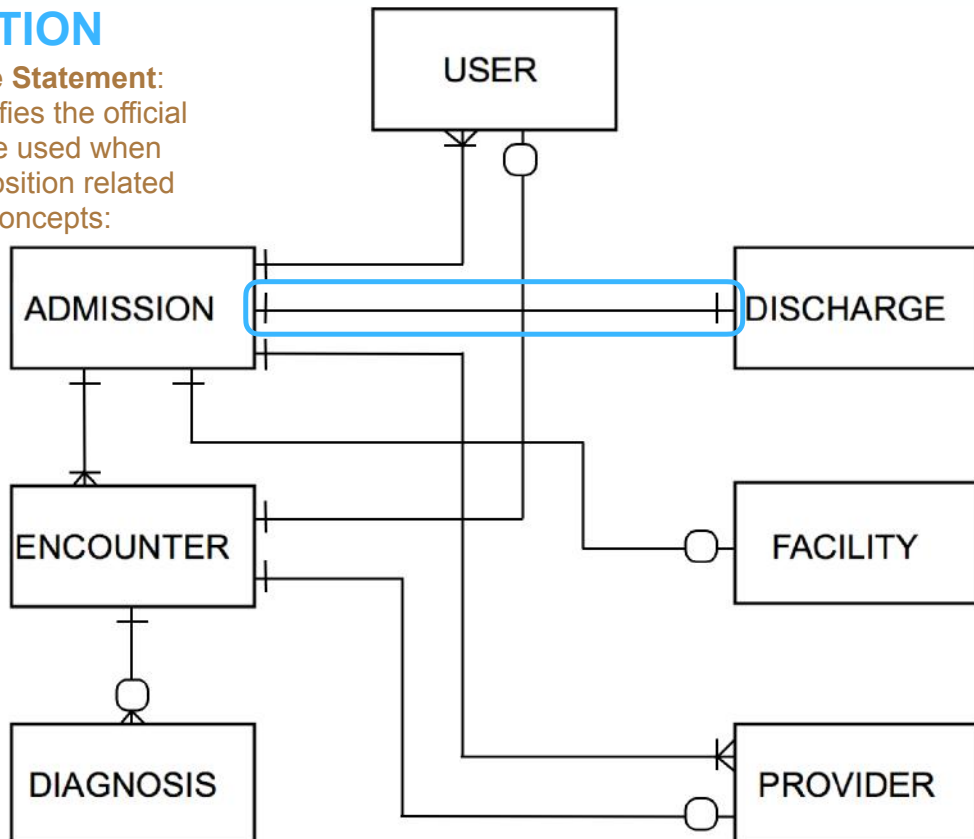 TION
e Statement:
fies the official
e used when
osition related
oncepts:
USER
ADMISSION
DISCHARGE
ENCOUNTER
FACILITY
DIAGNOSIS
PROVIDER